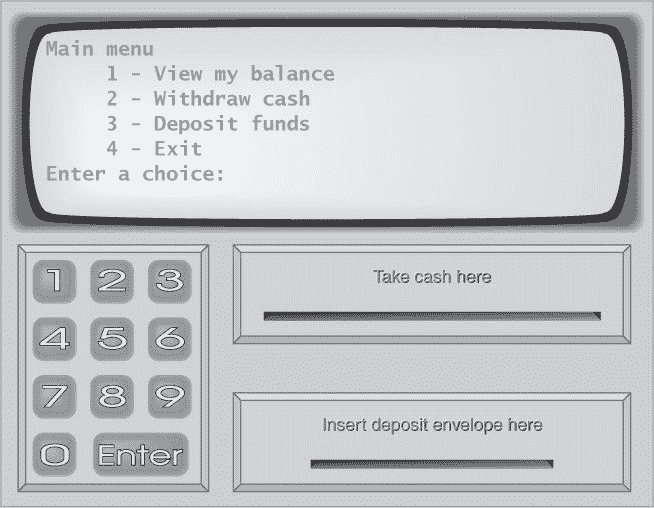 Main menu
1 - View my balance
2 - Withdraw cash
3 - Deposit funds
4 - Exit
Enter a choice:
1 2 3
4 5 6
7 8 9
0 Enter
Take cash here
Insert deposit envelope here